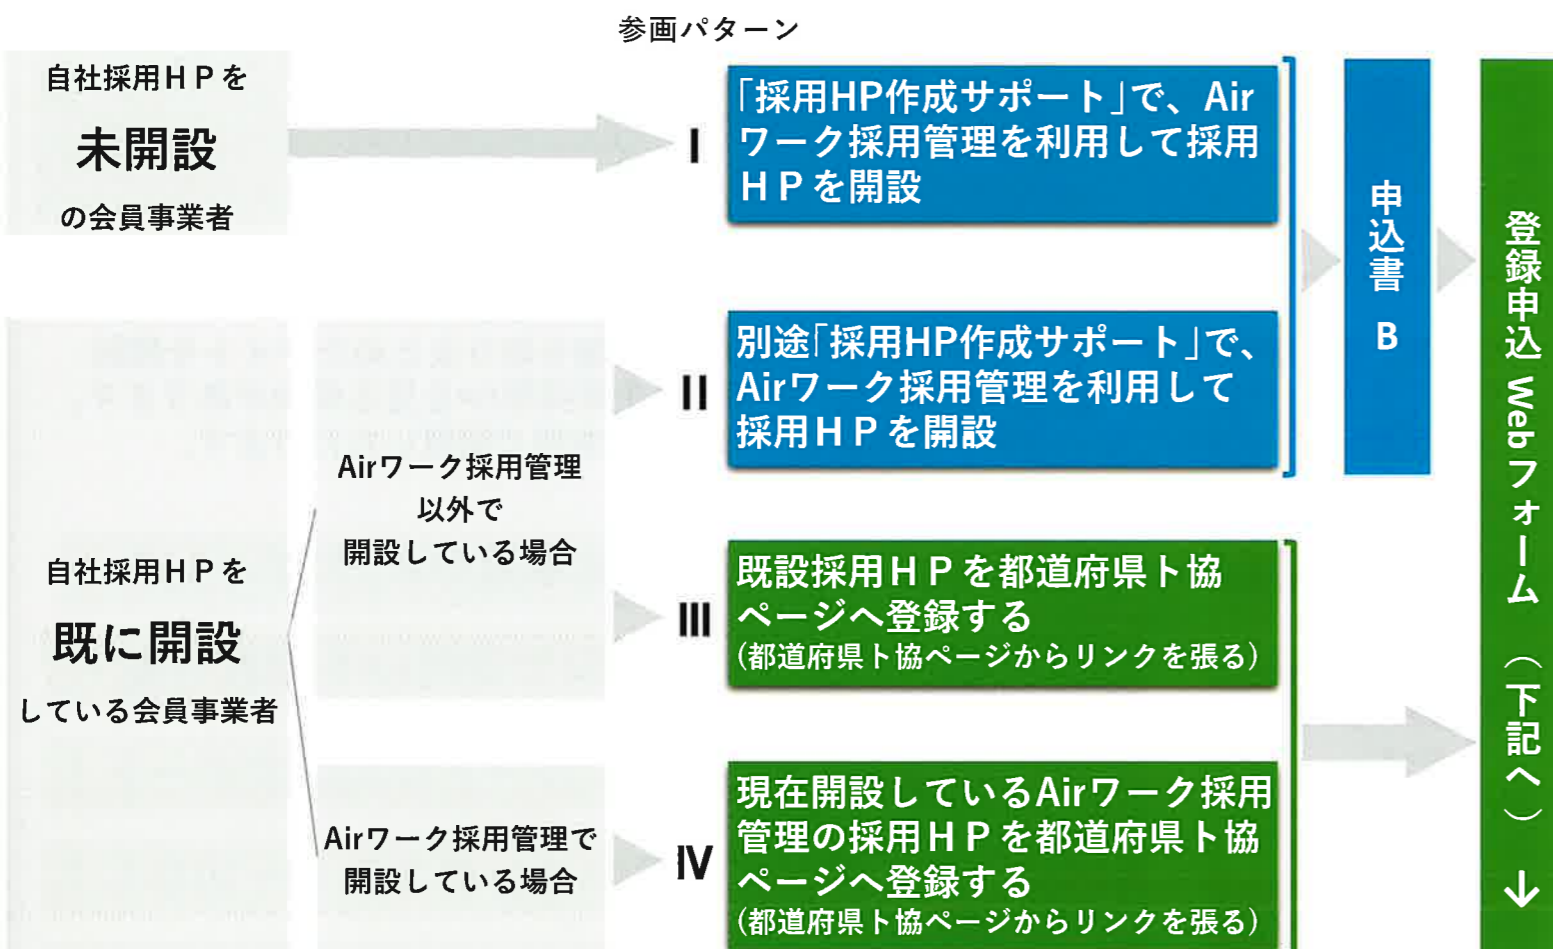 参画パターン
自社採用ＨＰを
未開設
の会員事業者
Ⅰ
「採用HP作成サポート」で、Air
ワーク採用管理を利用して採用
ＨＰを開設
自社採用ＨＰを
既に開設
している会員事業者
Airワーク採用管理
以外で
開設している場合
Ⅱ
別途「採用HP作成サポート」で、
Airワーク採用管理を利用して
採用ＨＰを開設
Ⅲ
既設採用ＨＰを都道府県ト協
ページへ登録する
(都道府県ト協ページからリンクを張る)
Airワーク採用管理で
開設している場合
Ⅳ
現在開設しているAirワーク採用
管理の採用ＨＰを都道府県ト協
ページへ登録する
(都道府県ト協ページからリンクを張る)
申込書 B
登録申込 Webフォーム （下記へ） ↓